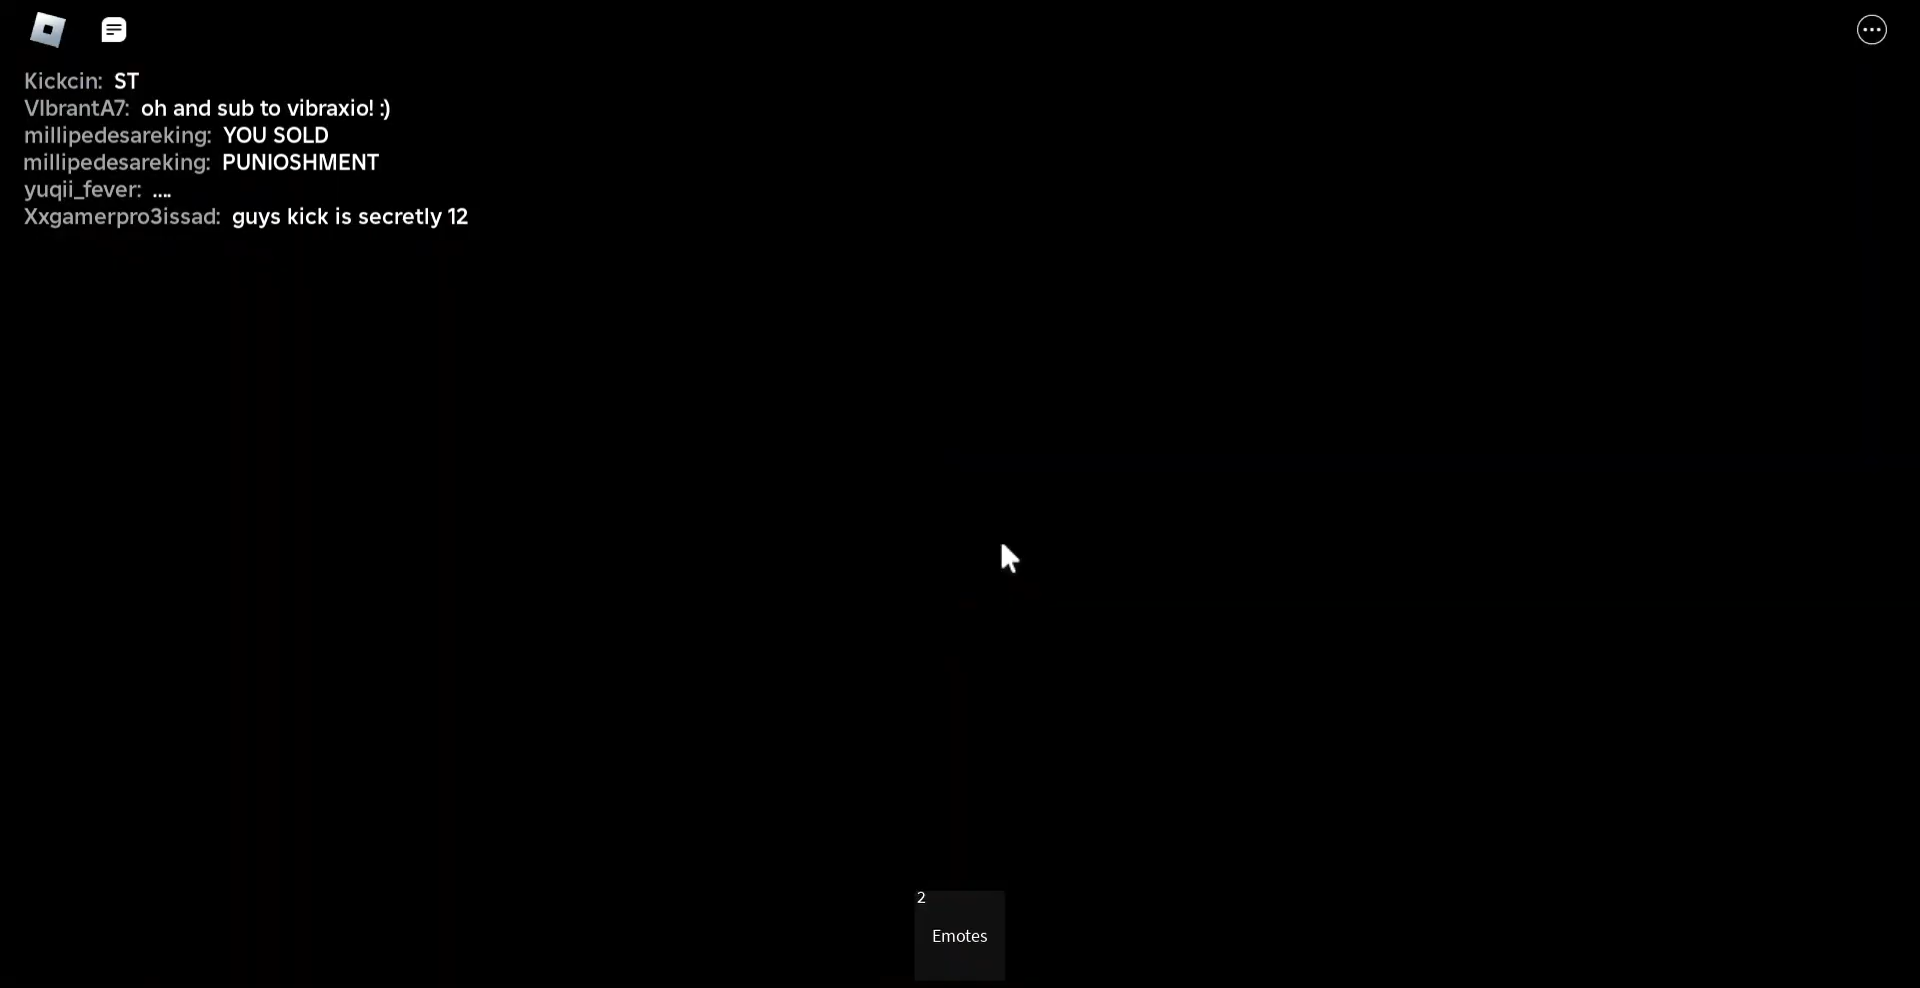 Kickcin: ST
VIbrantA7: oh and sub to vibraxio! :)
millipedesareking: YOU SOLD
millipedesareking: PUNIOSHMENT
yuqii_fever: ....
Xxgamerpro3issad: guys kick is secretly 12
2
Emotes